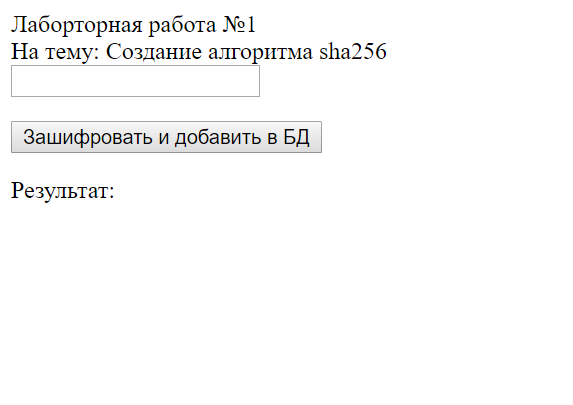 Лаборторная работа №1
На тему: Создание алгоритма sha256
Зашифровать и добавить в БД
Результат: